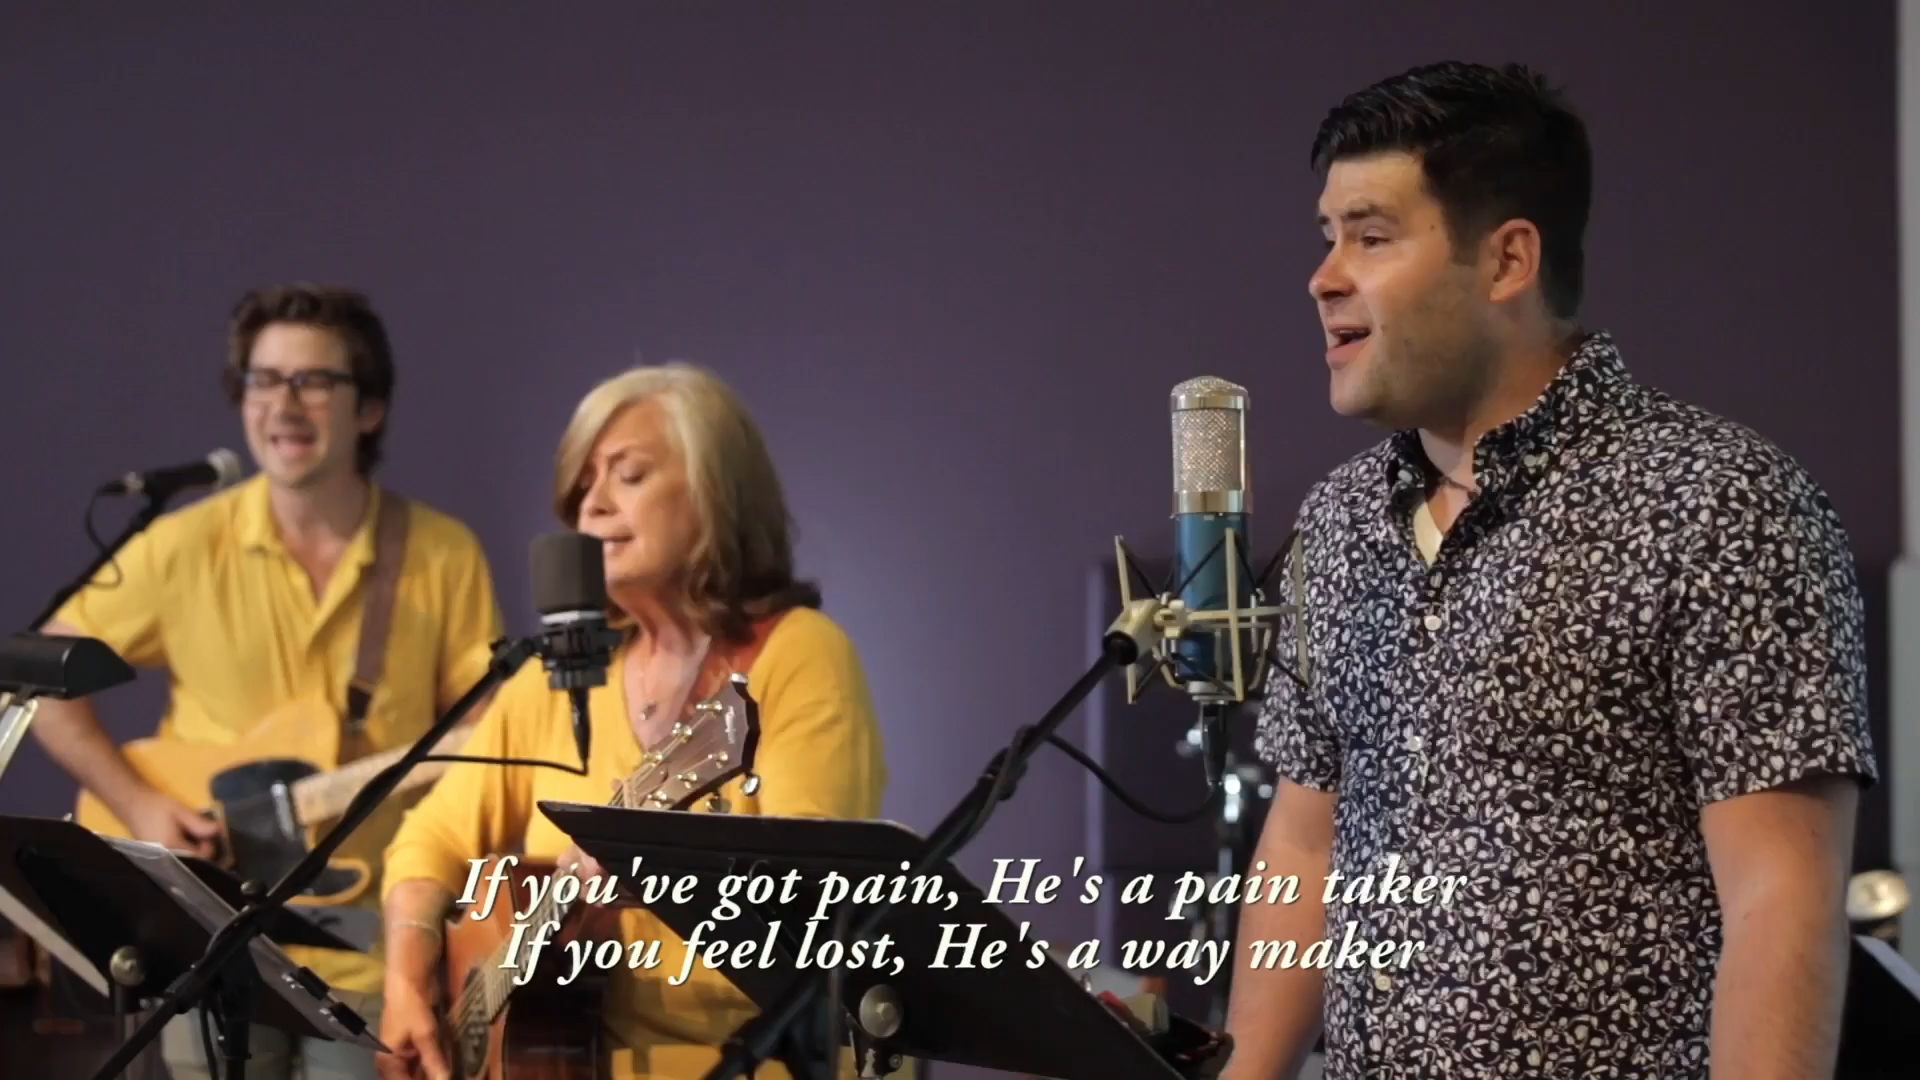 If you've got pain, He's a pain taker
If you feel lost, He's a way maker